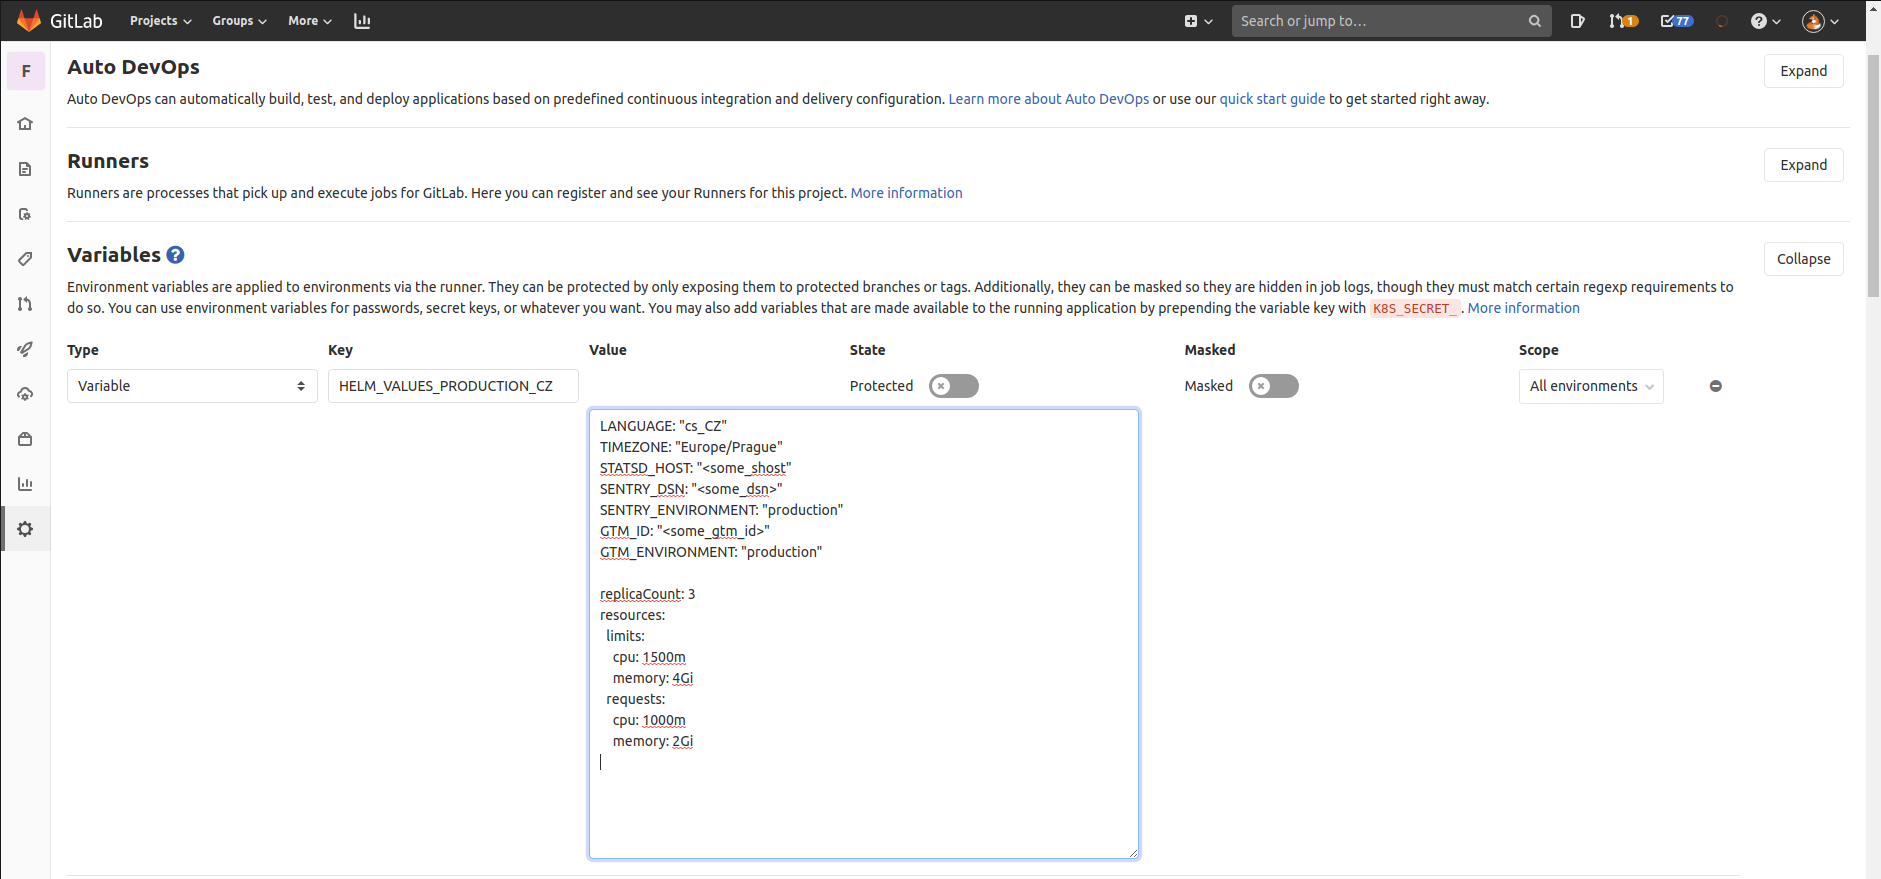 GitLab Projects Groups More Search or jump to... 1 77
F
Auto DevOps Expand
Auto DevOps can automatically build, test, and deploy applications based on predefined continuous integration and delivery configuration. Learn more about Auto DevOps or use our quick start guide to get started right away.
Runners Expand
Runners are processes that pick up and execute jobs for GitLab. Here you can register and see your Runners for this project. More information
Variables ? Collapse
Environment variables are applied to environments via the runner. They can be protected by only exposing them to protected branches or tags. Additionally, they can be masked so they are hidden in job logs, though they must match certain regexp requirements to
do so. You can use environment variables for passwords, secret keys, or whatever you want. You may also add variables that are made available to the running application by prepending the variable key with K8S_SECRET_. More information
Type Key Value State Masked Scope
Variable HELM_VALUES_PRODUCTION_CZ Protected Masked All environments
LANGUAGE: "cs_CZ"
TIMEZONE: "Europe/Prague"
STATSD_HOST: "<some_shost"
SENTRY_DSN: "<some_dsn>"
SENTRY_ENVIRONMENT: "production"
GTM_ID: "<some_gtm_id>"
GTM_ENVIRONMENT: "production"
replicaCount: 3
resources:
  limits:
    cpu: 1500m
    memory: 4Gi
  requests:
    cpu: 1000m
    memory: 2Gi